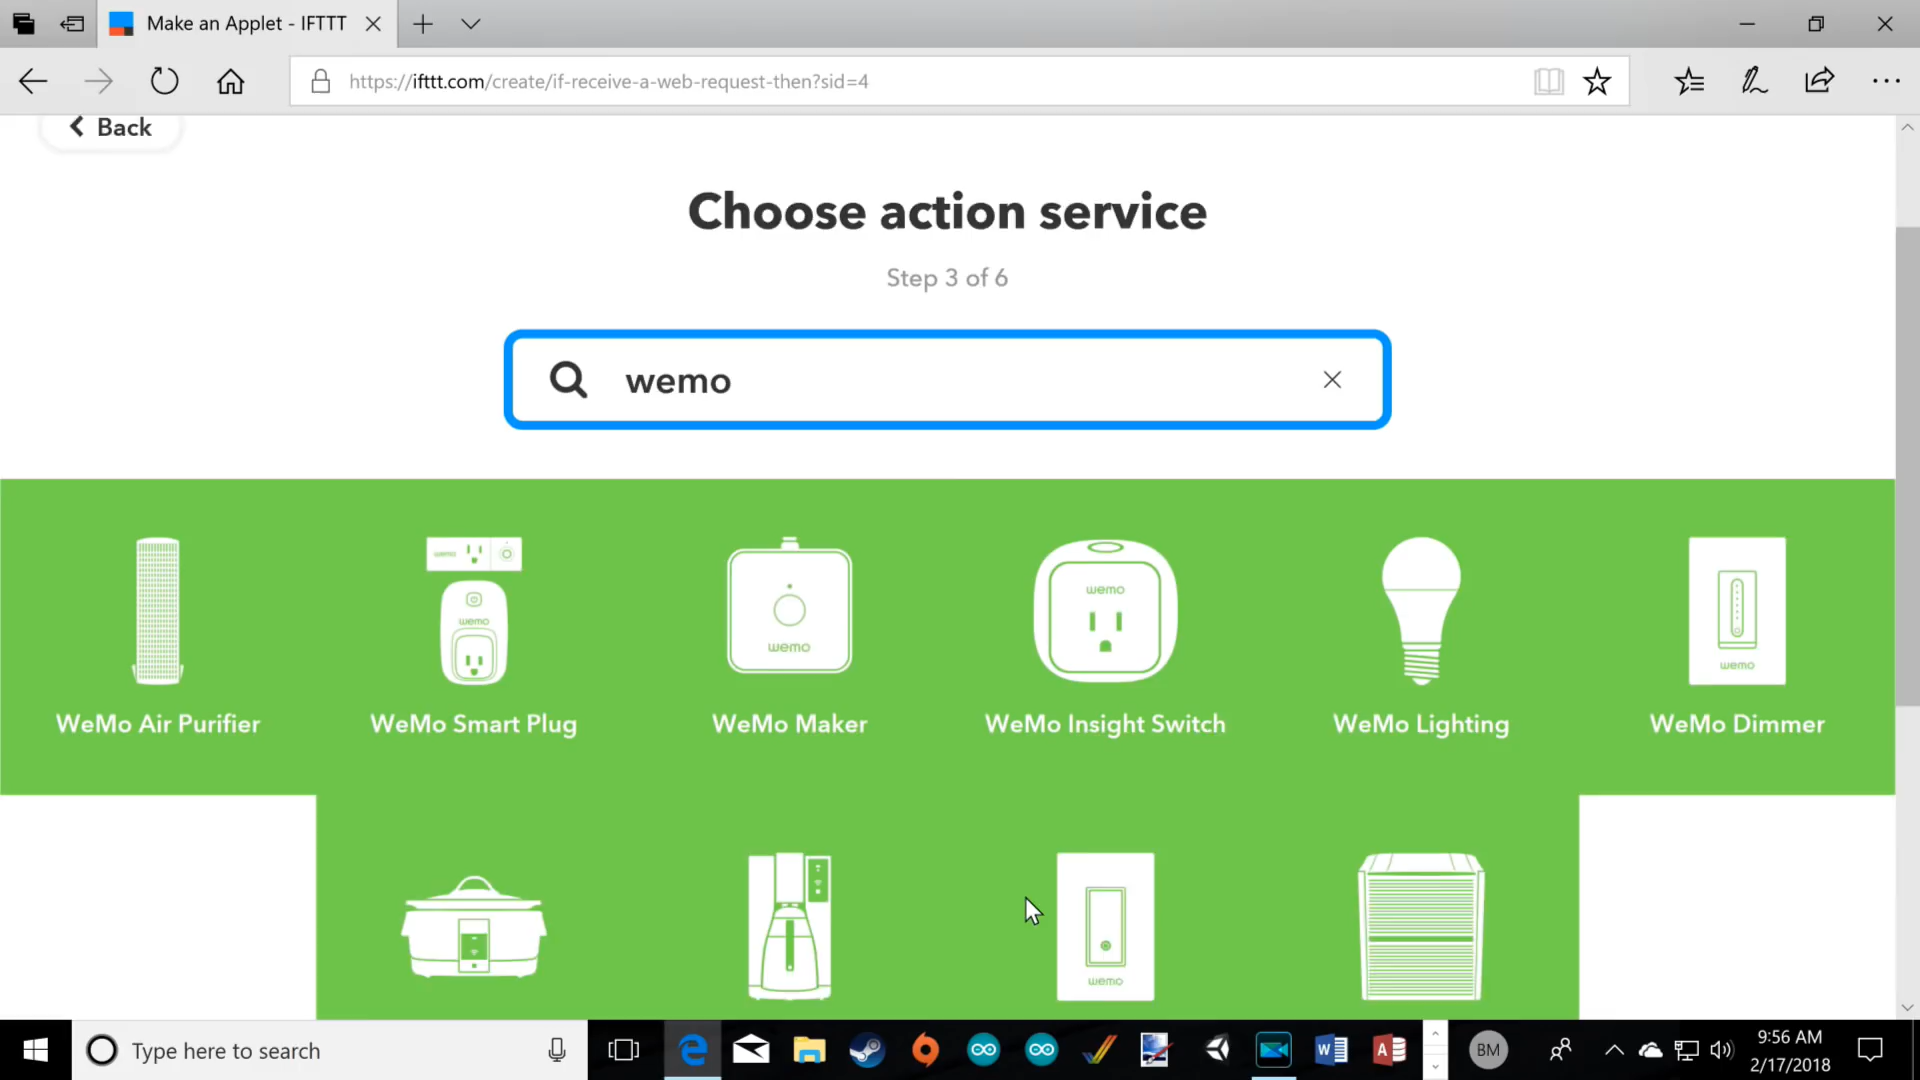 Make an Applet - IFTTT
https://ifttt.com/create/if-receive-a-web-request-then?sid=4
Back
Choose action service
Step 3 of 6
wemo
wemo
wemo
wemo
wemo
wemo
WeMo Air Purifier
WeMo Smart Plug
WeMo Maker
WeMo Insight Switch
WeMo Lighting
WeMo Dimmer
wemo
Type here to search
BM
9:56 AM
2/17/2018